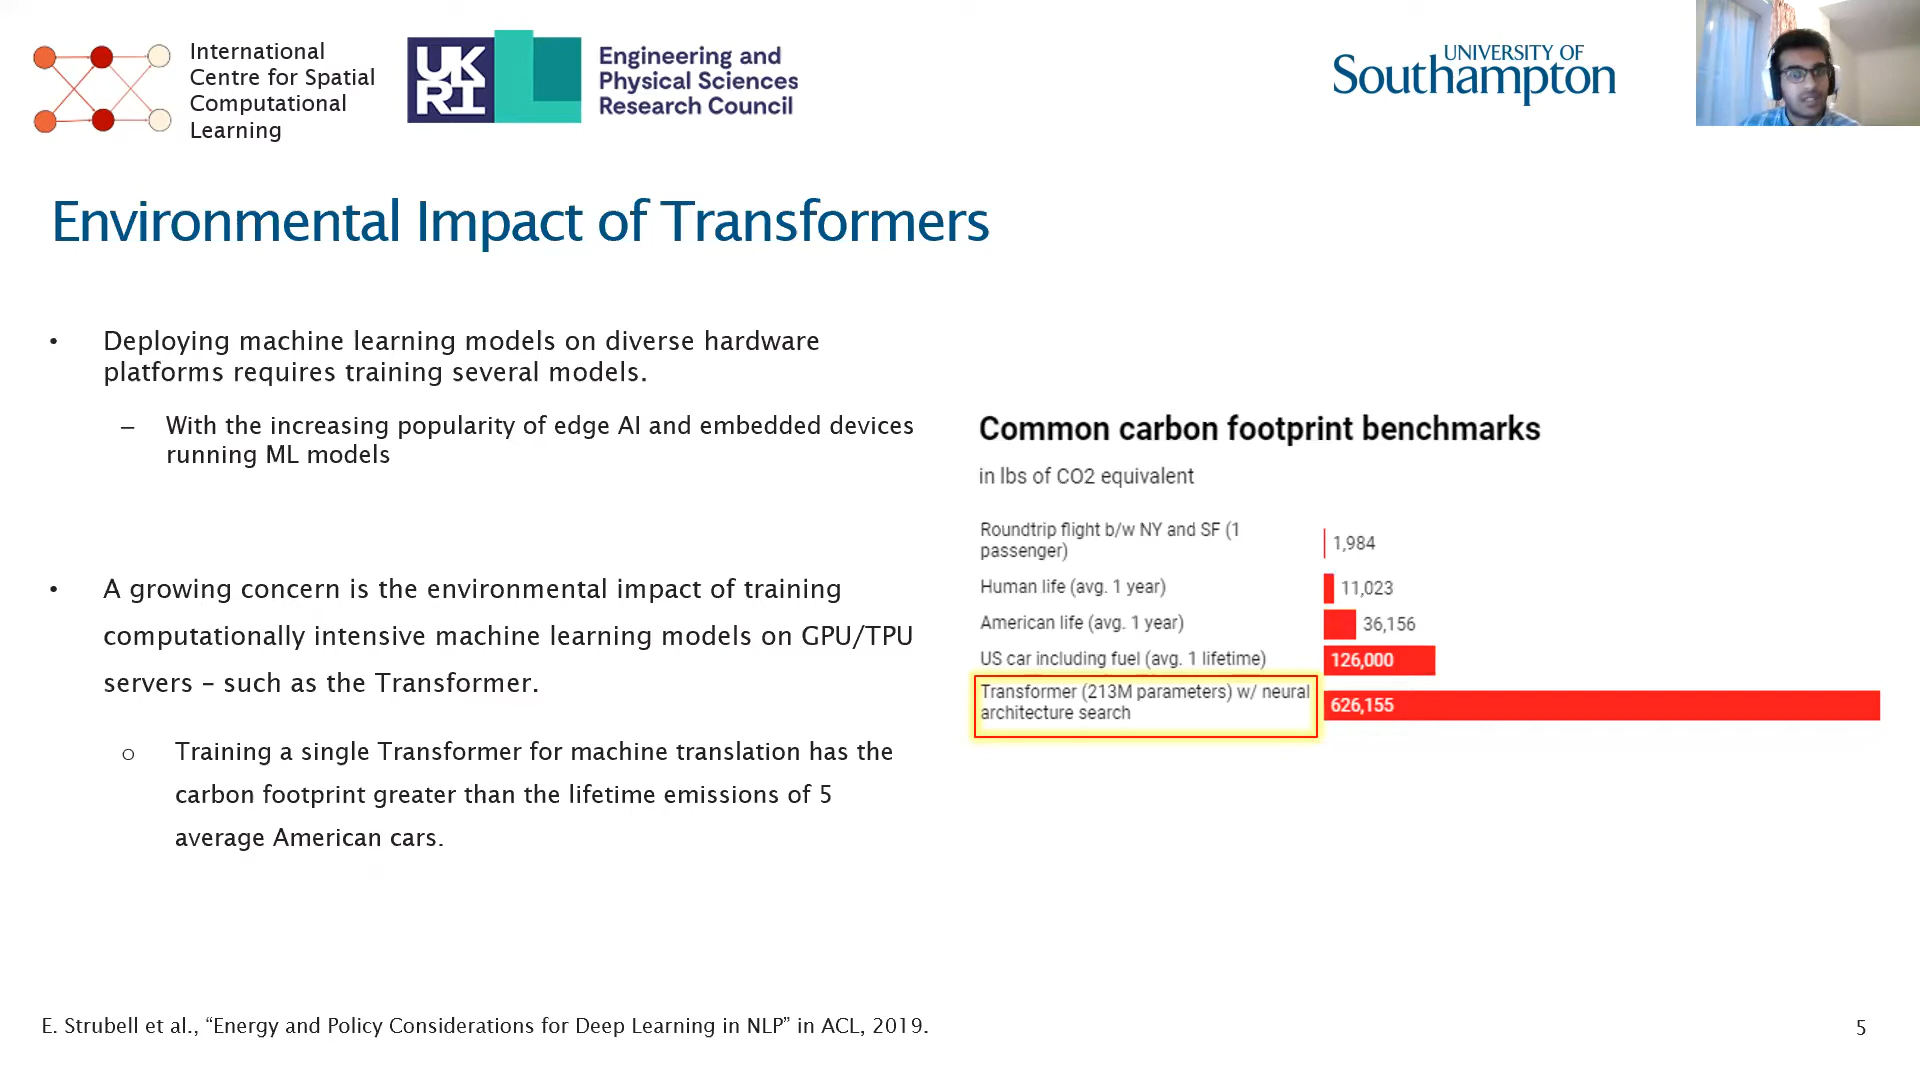 International
Centre for Spatial
Computational
Learning
UK
RI
Engineering and
Physical Sciences
Research Council
UNIVERSITY OF
Southampton
Environmental Impact of Transformers
• Deploying machine learning models on diverse hardware
platforms requires training several models.
– With the increasing popularity of edge AI and embedded devices
running ML models
• A growing concern is the environmental impact of training
computationally intensive machine learning models on GPU/TPU
servers – such as the Transformer.
o Training a single Transformer for machine translation has the
carbon footprint greater than the lifetime emissions of 5
average American cars.
Common carbon footprint benchmarks
in lbs of CO2 equivalent
Roundtrip flight b/w NY and SF (1
passenger)
1,984
Human life (avg. 1 year) 11,023
American life (avg. 1 year) 36,156
US car including fuel (avg. 1 lifetime) 126,000
Transformer (213M parameters) w/ neural
architecture search
626,155
E. Strubell et al., “Energy and Policy Considerations for Deep Learning in NLP” in ACL, 2019.
5